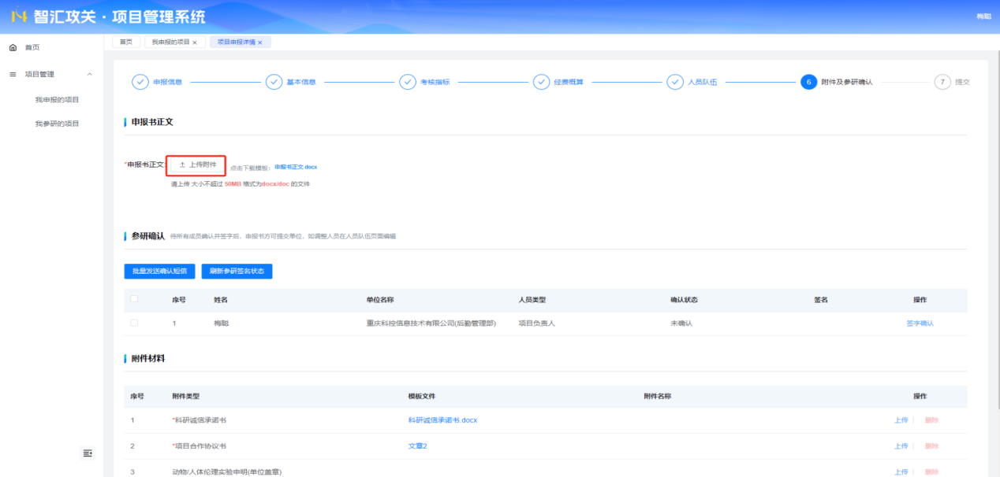 智汇攻关 · 项目管理系统
梅聪
首页
项目管理
我申报的项目
我参研的项目
首页
我申报的项目 ×
项目申报详情 ×
申报信息
基本信息
考核指标
经费概算
人员队伍
6 附件及参研确认
7 提交
申报书正文
*申报书正文:
上传附件
点击下载模板： 申报书正文.docx
请上传 大小不超过 50MB 格式为docx/doc 的文件
参研确认 待所有成员确认并签字后，申报书方可提交单位，如调整人员在人员队伍页面编辑
批量发送确认短信
刷新参研签名状态
序号 姓名 单位名称 人员类型 确认状态 签名 操作
1 梅聪 重庆科控信息技术有限公司(后勤管理部) 项目负责人 未确认 签字确认
附件材料
序号 附件类型 模板文件 附件名称 操作
1 *科研诚信承诺书 科研诚信承诺书.docx 上传 | 删除
2 *项目合作协议书 文章2 上传 | 删除
3 动物/人体伦理实验申明(单位盖章) 上传 | 删除